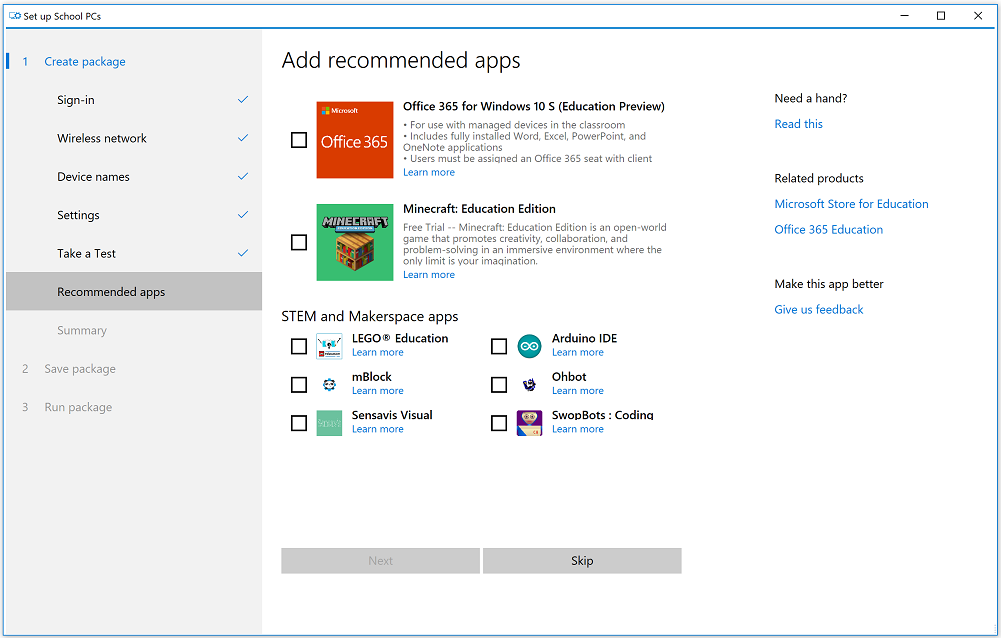 Set up School PCs
1 Create package
Sign-in
Wireless network
Device names
Settings
Take a Test
Recommended apps
Summary
2 Save package
3 Run package
Add recommended apps
Microsoft
Office 365
Office 365 for Windows 10 S (Education Preview)
• For use with managed devices in the classroom
• Includes fully installed Word, Excel, PowerPoint, and
OneNote applications
• Users must be assigned an Office 365 seat with client
Learn more
MINECRAFT
Minecraft: Education Edition
Free Trial -- Minecraft: Education Edition is an open-world
game that promotes creativity, collaboration, and
problem-solving in an immersive environment where the
only limit is your imagination.
Learn more
STEM and Makerspace apps
LEGO® Education
Learn more
Arduino IDE
Learn more
mBlock
Learn more
Ohbot
Learn more
Sensavis Visual
Learn more
SwopBots : Coding
Learn more
Next
Skip
Need a hand?
Read this
Related products
Microsoft Store for Education
Office 365 Education
Make this app better
Give us feedback